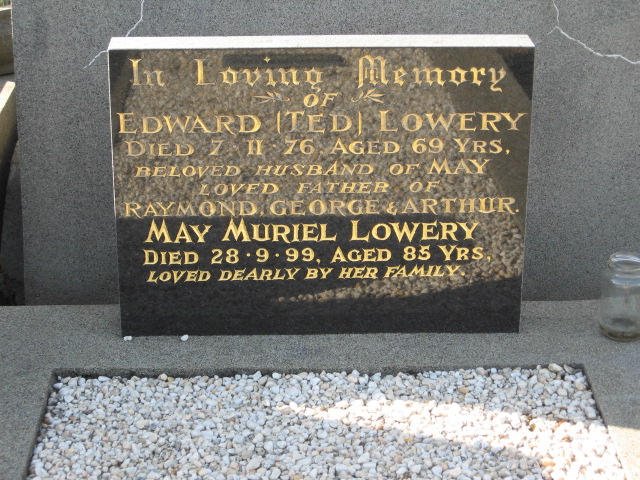 In Loving Memory
OF
EDWARD (TED) LOWERY
DIED 7·11·76 AGED 69 YRS,
BELOVED HUSBAND OF MAY
LOVED FATHER OF
RAYMOND, GEORGE & ARTHUR.
MAY MURIEL LOWERY
DIED 28·9·99, AGED 85 YRS,
LOVED DEARLY BY HER FAMILY.